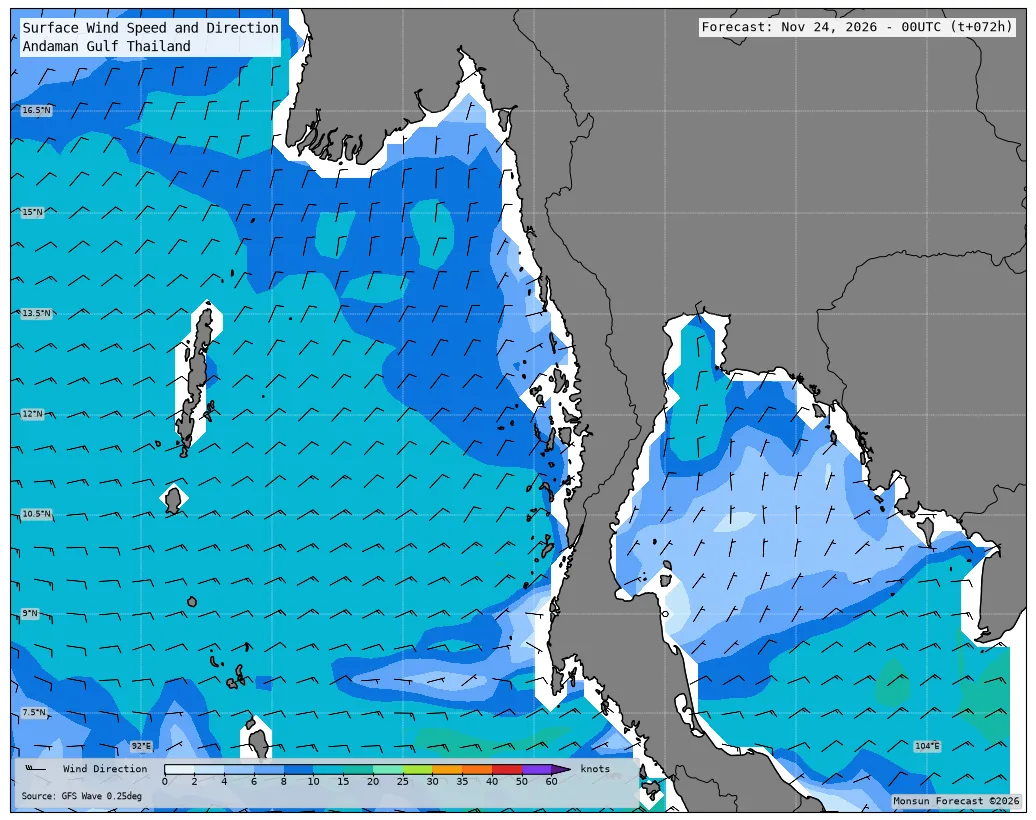 Surface Wind Speed and Direction
Andaman Gulf Thailand
Forecast: Nov 24, 2026 - 00UTC (t+072h)
16.5°N
15°N
13.5°N
12°N
10.5°N
9°N
7.5°N
92°E
104°E
Wind Direction
0 2 4 6 8 10 15 20 25 30 35 40 50 60 knots
Source: GFS Wave 0.25deg
Monsun Forecast ©2026